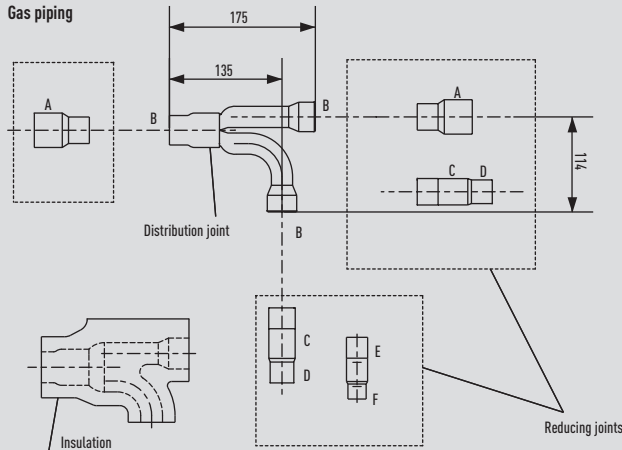 Gas piping
175
135
A
B
B
A
C D
114
Distribution joint
B
C
D
E
F
Insulation
Reducing joints